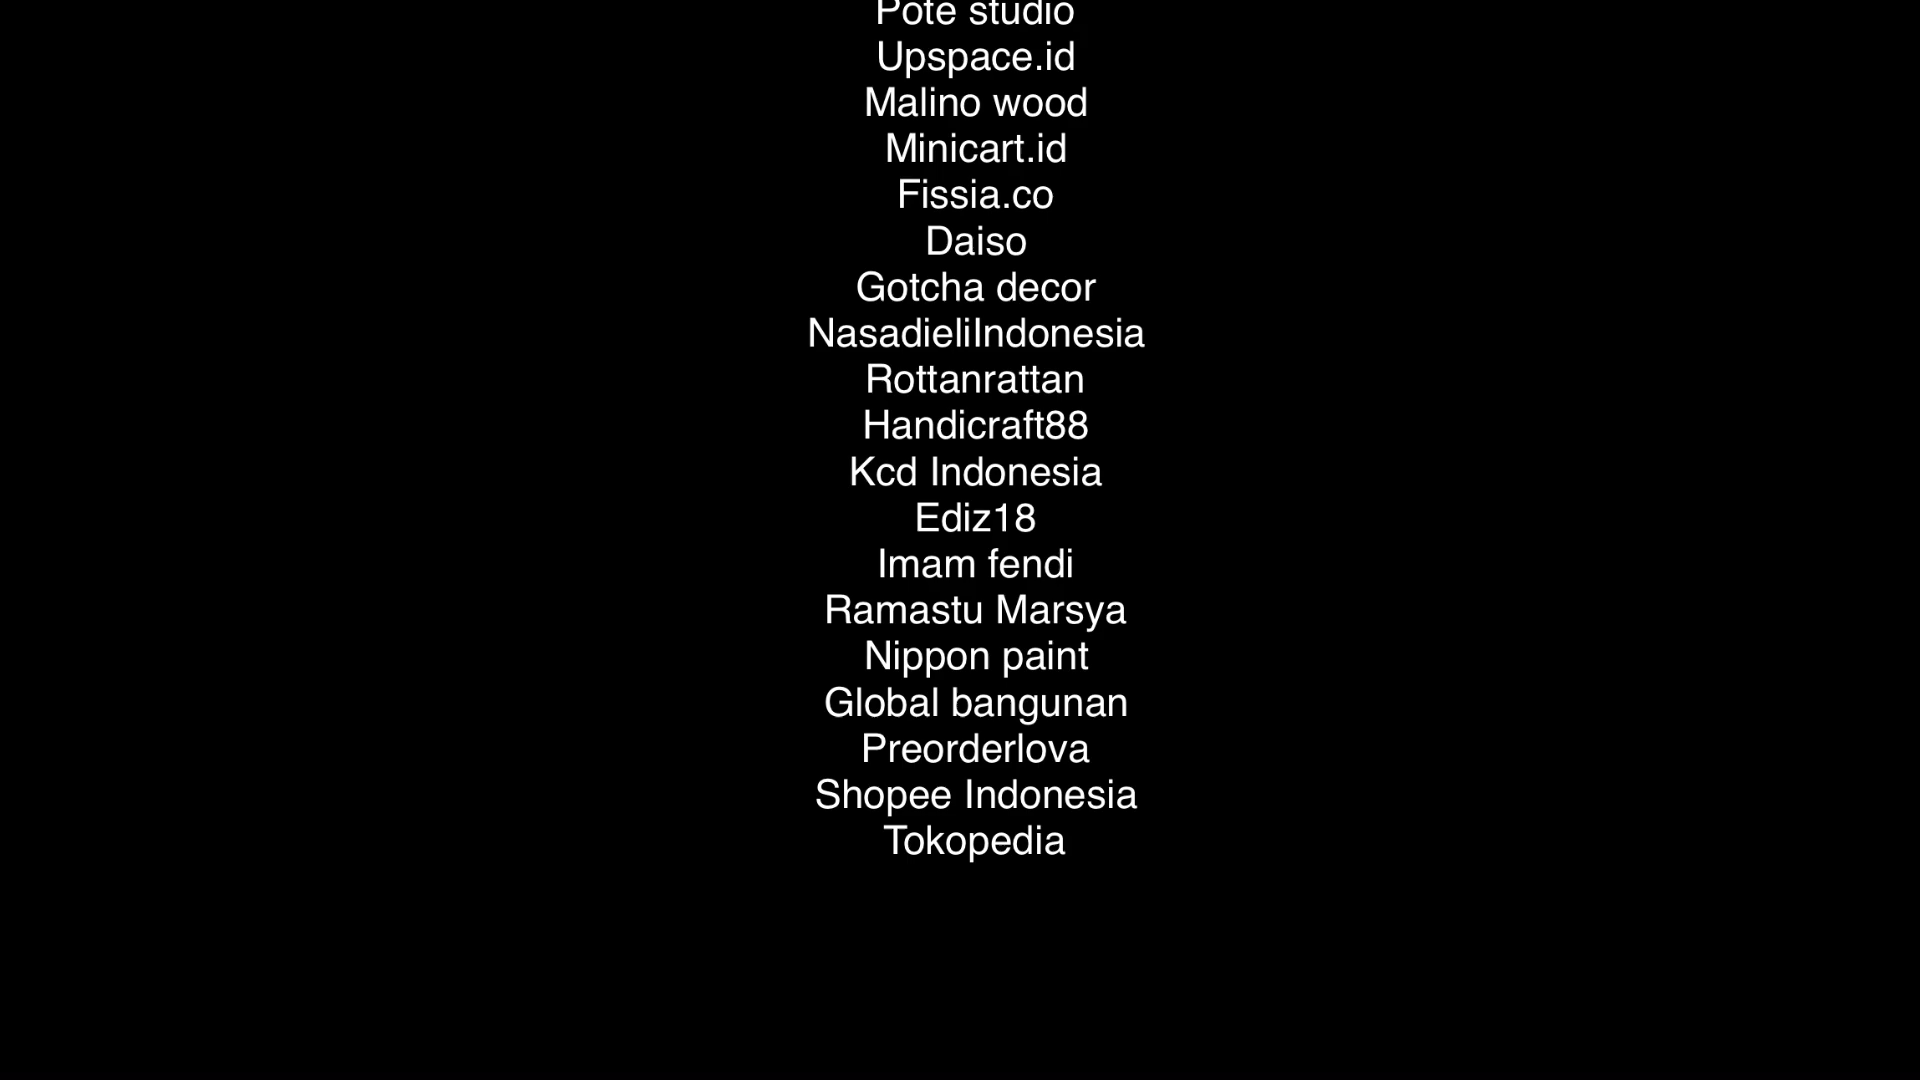 Pote studio
Upspace.id
Malino wood
Minicart.id
Fissia.co
Daiso
Gotcha decor
NasadieliIndonesia
Rottanrattan
Handicraft88
Kcd Indonesia
Ediz18
Imam fendi
Ramastu Marsya
Nippon paint
Global bangunan
Preorderlova
Shopee Indonesia
Tokopedia